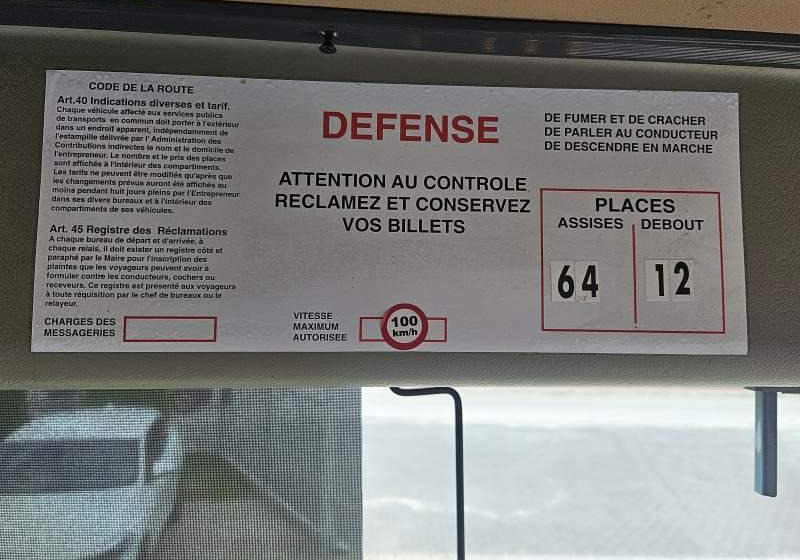 CODE DE LA ROUTE
Art.40 Indications diverses et tarif.
Chaque véhicule affecté aux services publics
de transports en commun doit porter à l'extérieur
dans un endroit apparent, indépendamment de
l'estampille délivrée par l' Administration des
Contributions indirectes le nom et le domicile de
l'entrepreneur. Le nombre et le prix des places
sont affichés à l'intérieur des compartiments.
Les tarifs ne peuvent être modifiés qu'après que
les changements prévus auront été affichés au
moins pendant huit jours pleins par l'Entrepreneur
dans ses divers bureaux et à l'intérieur des
compartiments de ses véhicules.
Art. 45 Registre des Réclamations
A chaque bureau de départ et d'arrivée, à
chaque relais, il doit exister un registre côté et
paraphé par le Maire pour l'inscription des
plaintes que les voyageurs peuvent avoir à
formuler contre les conducteurs, cochers ou
receveurs. Ce registre est présenté aux voyageurs
à toute réquisition par le chef de bureaux ou le
relayeur.
CHARGES DES
MESSAGERIES
DEFENSE
ATTENTION AU CONTROLE
RECLAMEZ ET CONSERVEZ
VOS BILLETS
VITESSE
MAXIMUM
AUTORISEE
100
km/h
DE FUMER ET DE CRACHER
DE PARLER AU CONDUCTEUR
DE DESCENDRE EN MARCHE
PLACES
ASSISES DEBOUT
64 12